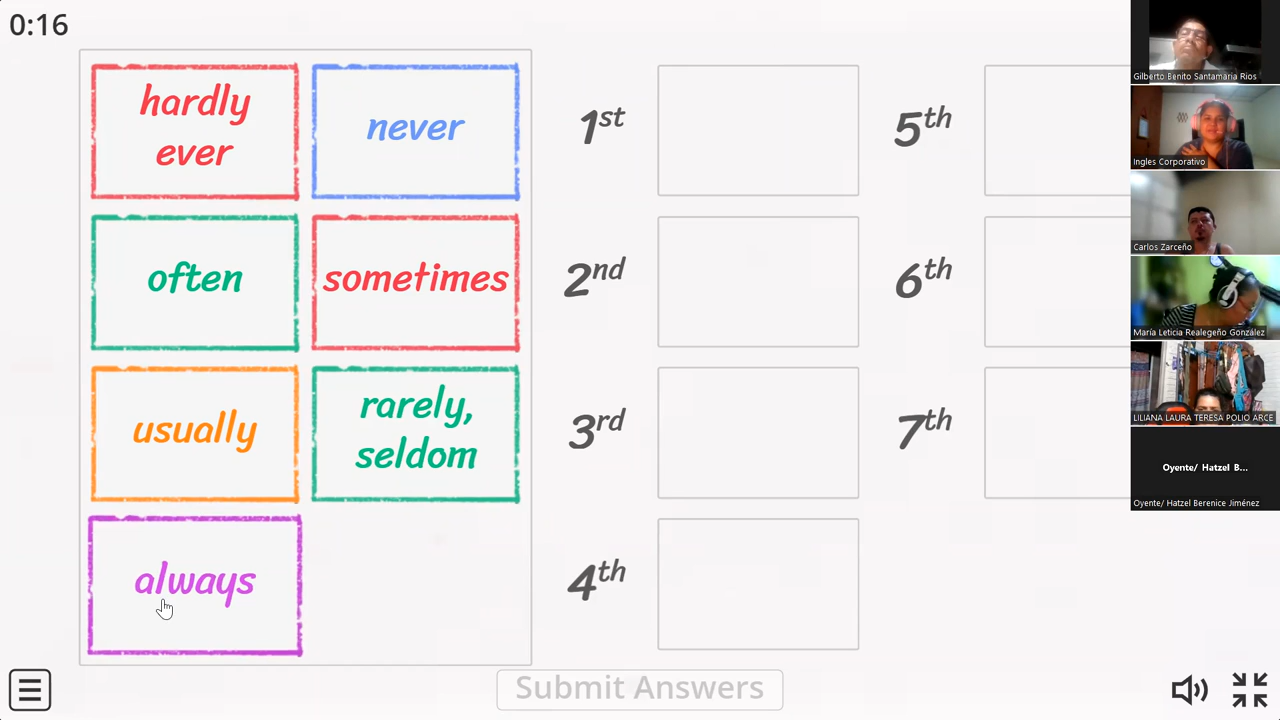 0:16
hardly
ever
never
often
sometimes
usually
rarely,
seldom
always
1st
2nd
3rd
4th
5th
6th
7th
Submit Answers
Gilberto Benito Santamaria Rios
Ingles Corporativo
Carlos Zarceño
María Leticia Realegeño González
LILIANA LAURA TERESA POLIO ARCE
Oyente/ Hatzel B...
Oyente/ Hatzel Berenice Jiménez